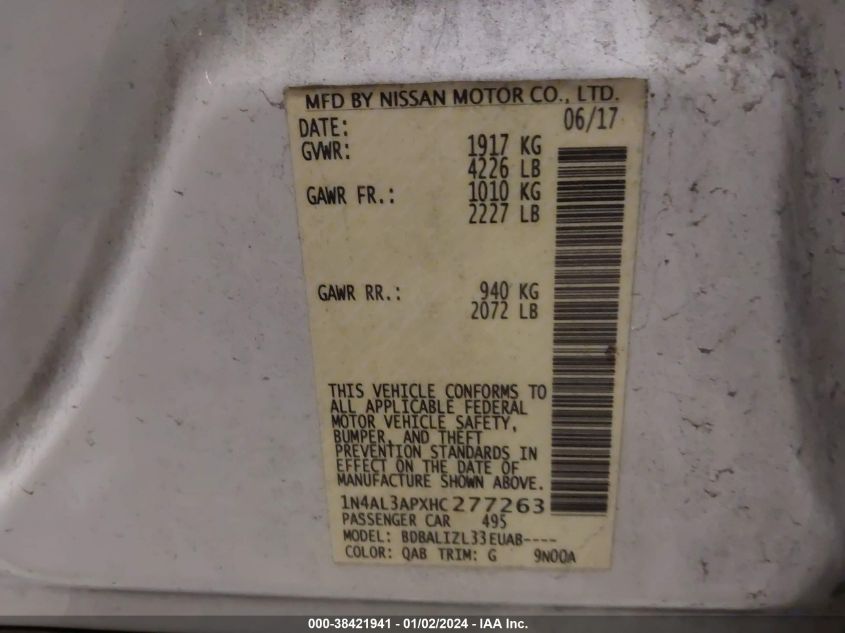 MFD BY NISSAN MOTOR CO., LTD.
DATE: 06/17
GVWR: 1917 KG
4226 LB
GAWR FR.: 1010 KG
2227 LB
GAWR RR.: 940 KG
2072 LB
THIS VEHICLE CONFORMS TO
ALL APPLICABLE FEDERAL
MOTOR VEHICLE SAFETY,
BUMPER, AND THEFT
PREVENTION STANDARDS IN
EFFECT ON THE DATE OF
MANUFACTURE SHOWN ABOVE.
1N4AL3APXHC277263
PASSENGER CAR 495
MODEL: BDBALIZL33EUAB----
COLOR: QAB TRIM: G 9N00A
000-38421941 - 01/02/2024 - IAA Inc.